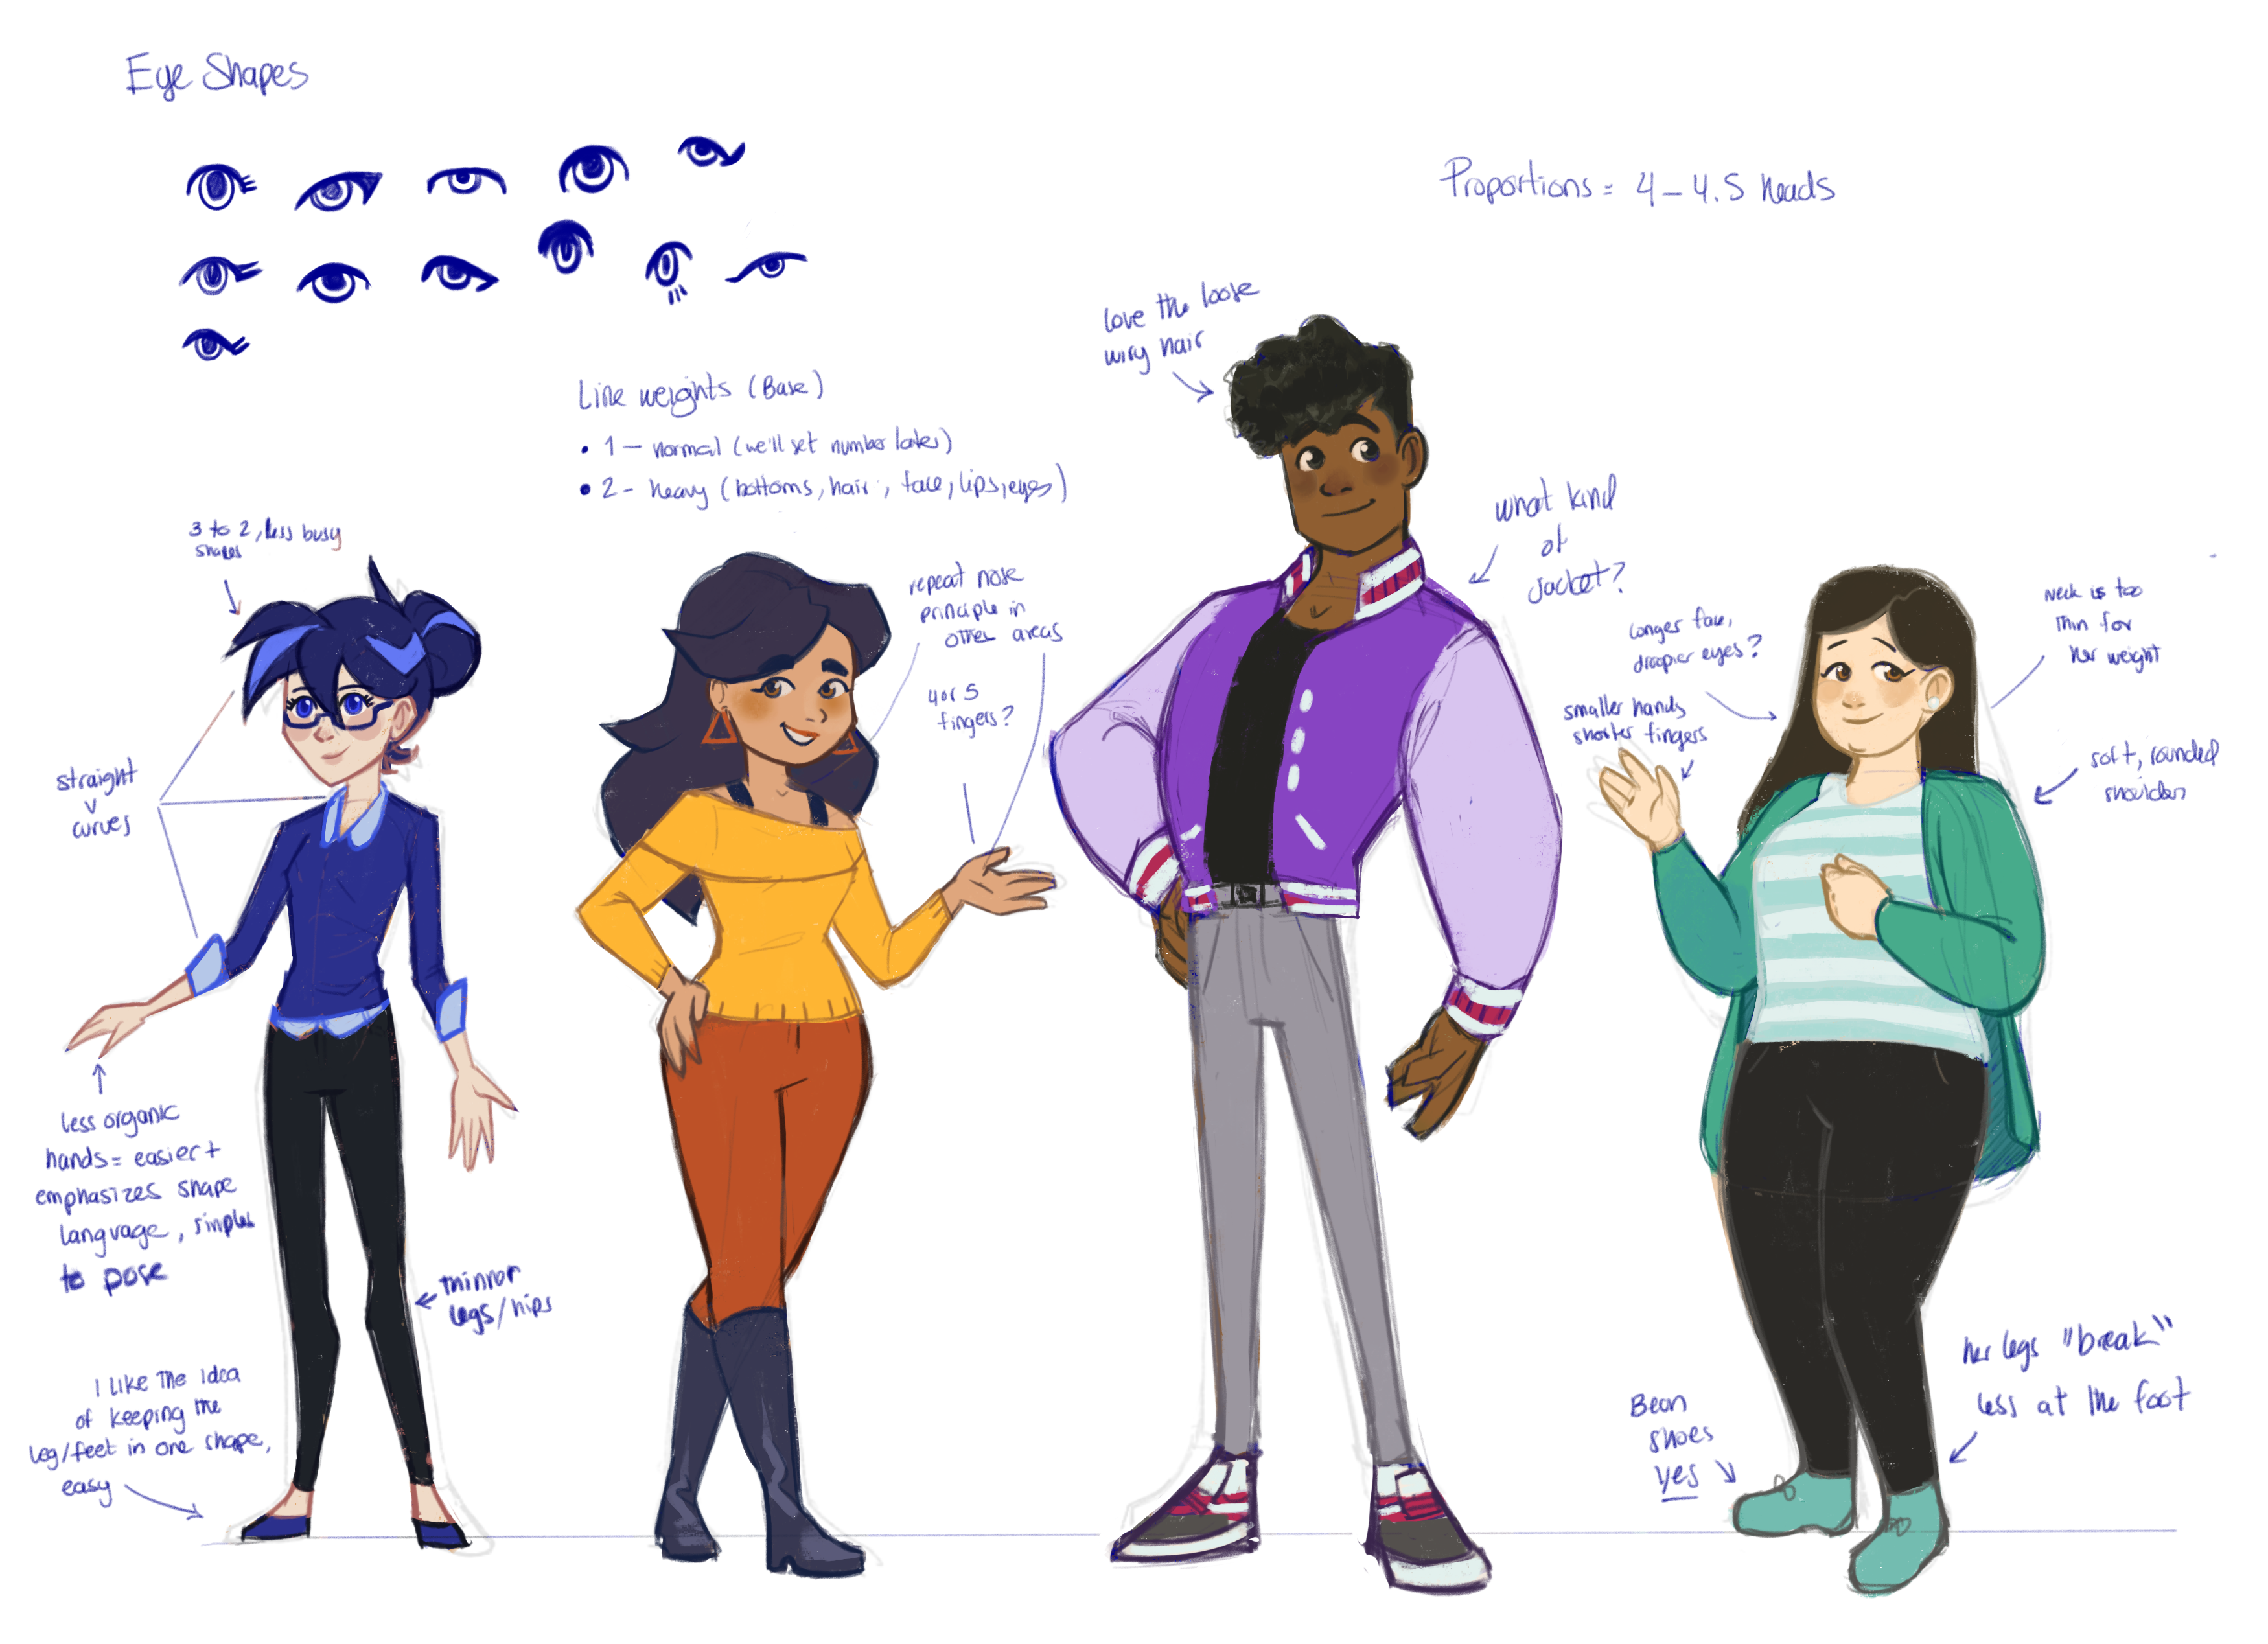 Eye Shapes
Proportions = 4 - 4.5 heads
Line weights (Base)
• 1 - normal (we'll set number later)
• 2 - heavy (bottoms, hair, face, lips, eyes)
love the loose
wiry hair
what kind
of
jacket?
3 to 2, less busy
shapes
repeat nose
principle in
other areas
4 or 5
fingers?
longer face,
droopier eyes?
smaller hands
shorter fingers
neck is too
thin for
her weight
soft, rounded
shoulders
straight
v
curves
less organic
hands = easier +
emphasizes shape
language, simpler
to pose
thinner
legs/hips
I like the idea
of keeping the
leg/feet in one shape,
easy
Bean
shoes
yes
her legs "break"
less at the foot